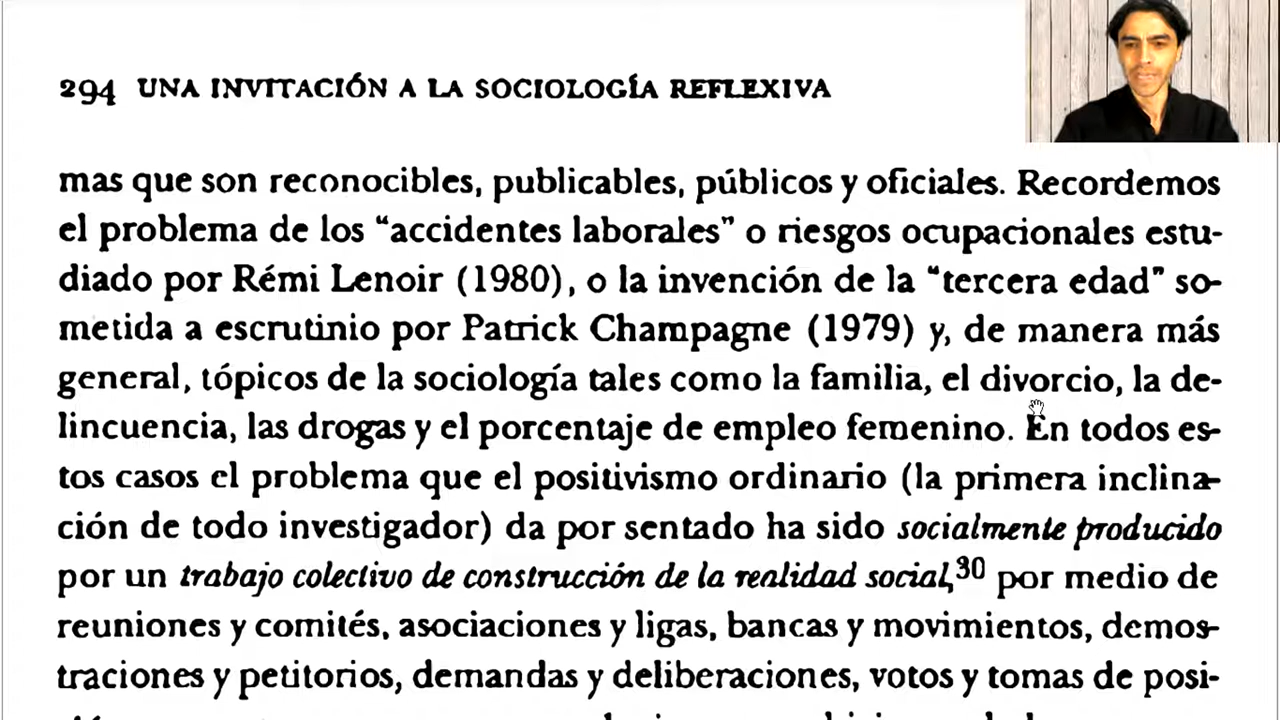 294 UNA INVITACIÓN A LA SOCIOLOGÍA REFLEXIVA
mas que son reconocibles, publicables, públicos y oficiales. Recordemos
el problema de los “accidentes laborales” o riesgos ocupacionales estu-
diado por Rémi Lenoir (1980), o la invención de la “tercera edad” so-
metida a escrutinio por Patrick Champagne (1979) y, de manera más
general, tópicos de la sociología tales como la familia, el divorcio, la de-
lincuencia, las drogas y el porcentaje de empleo femenino. En todos es-
tos casos el problema que el positivismo ordinario (la primera inclina-
ción de todo investigador) da por sentado ha sido socialmente producido
por un trabajo colectivo de construcción de la realidad social,30 por medio de
reuniones y comités, asociaciones y ligas, bancas y movimientos, demos-
traciones y petitorios, demandas y deliberaciones, votos y tomas de posi-